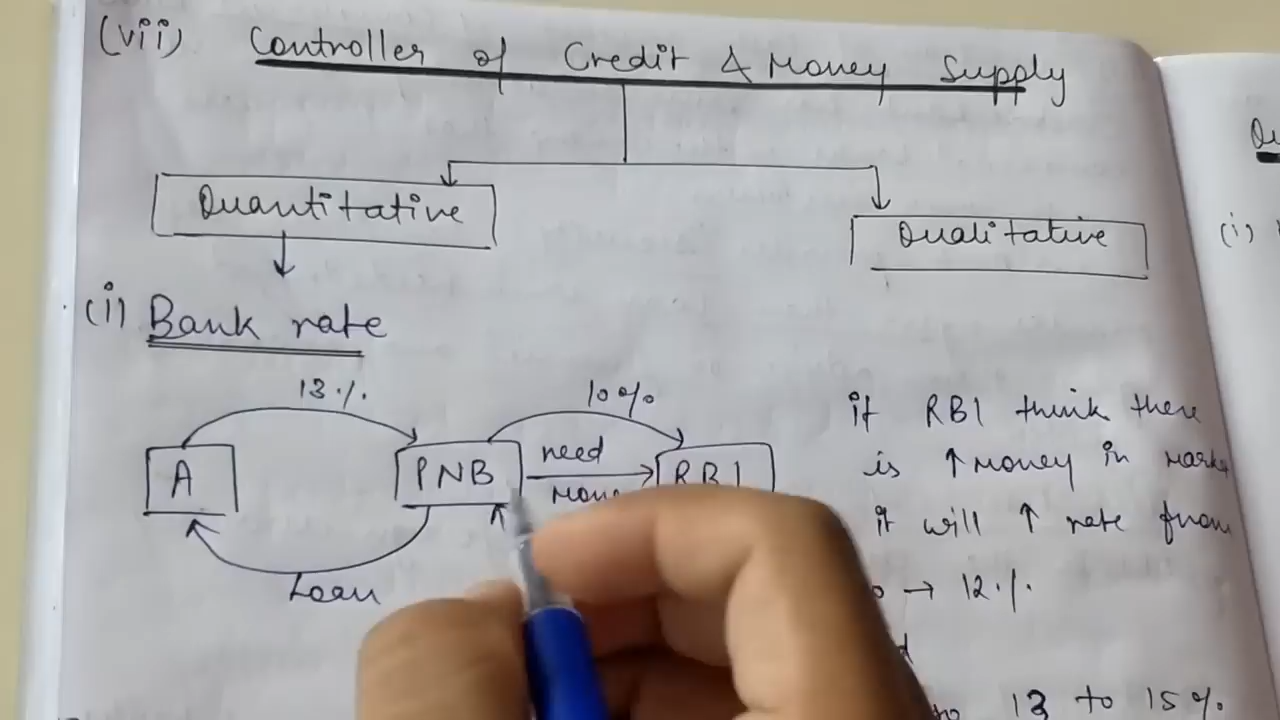 (vii) Controller of Credit & Money Supply
Quantitative
Qualitative
(i)
(i) Bank rate
13 %
10 %
A
PNB
need
RBI
Loan
if RBI think there
is ↑ Money in
it will ↑ rate from
→ 12 %
13 to 15 %